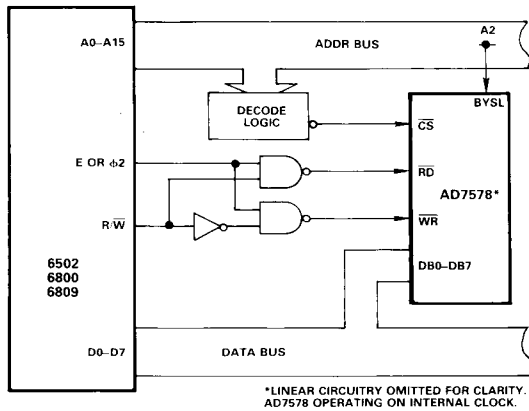 A0–A15
ADDR BUS
A2
DECODE
LOGIC
BYSL
CS
E OR ϕ2
RD
AD7578*
R/W
WR
6502
6800
6809
DB0–DB7
D0–D7
DATA BUS
*LINEAR CIRCUITRY OMITTED FOR CLARITY.
AD7578 OPERATING ON INTERNAL CLOCK.